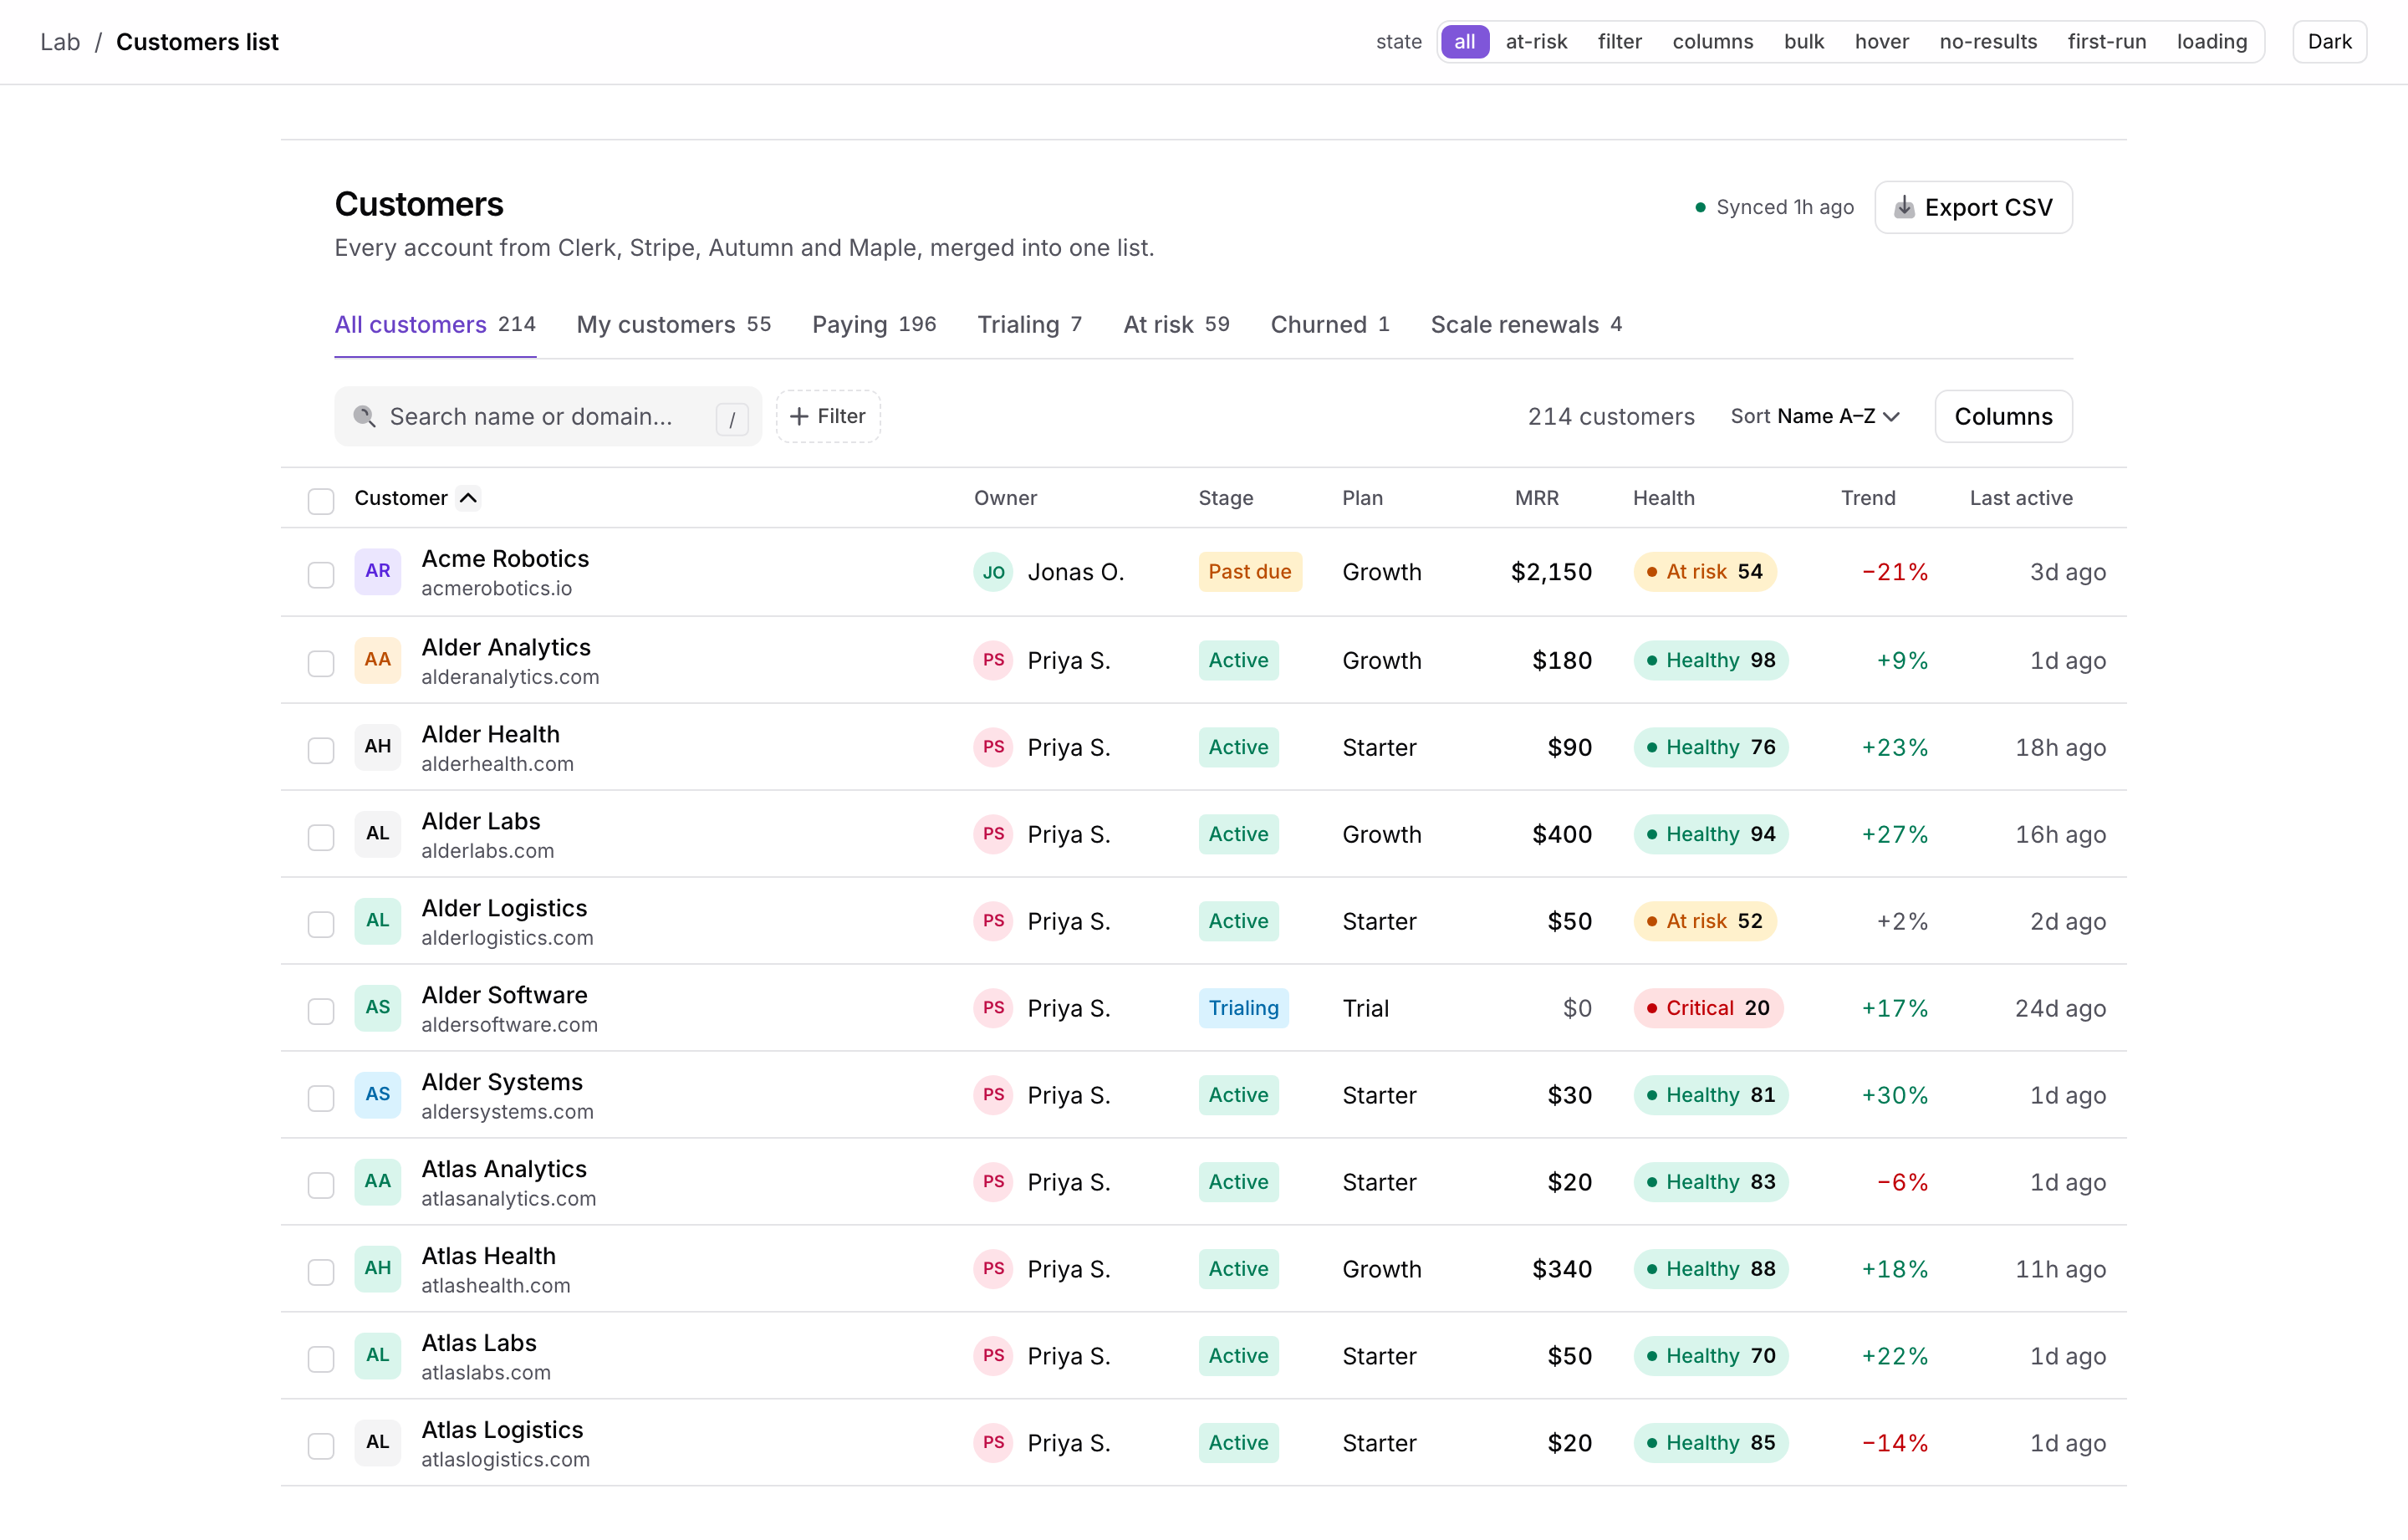 Lab / Customers list state all at-risk filter columns bulk hover no-results first-run loading Dark
Customers
Synced 1h ago Export CSV
Every account from Clerk, Stripe, Autumn and Maple, merged into one list.
All customers 214 My customers 55 Paying 196 Trialing 7 At risk 59 Churned 1 Scale renewals 4
Search name or domain... / + Filter 214 customers Sort Name A–Z Columns
Customer Owner Stage Plan MRR Health Trend Last active
AR Acme Robotics JO Jonas O. Past due Growth $2,150 At risk 54 −21% 3d ago
acmerobotics.io
AA Alder Analytics PS Priya S. Active Growth $180 Healthy 98 +9% 1d ago
alderanalytics.com
AH Alder Health PS Priya S. Active Starter $90 Healthy 76 +23% 18h ago
alderhealth.com
AL Alder Labs PS Priya S. Active Growth $400 Healthy 94 +27% 16h ago
alderlabs.com
AL Alder Logistics PS Priya S. Active Starter $50 At risk 52 +2% 2d ago
alderlogistics.com
AS Alder Software PS Priya S. Trialing Trial $0 Critical 20 +17% 24d ago
aldersoftware.com
AS Alder Systems PS Priya S. Active Starter $30 Healthy 81 +30% 1d ago
aldersystems.com
AA Atlas Analytics PS Priya S. Active Starter $20 Healthy 83 −6% 1d ago
atlasanalytics.com
AH Atlas Health PS Priya S. Active Growth $340 Healthy 88 +18% 11h ago
atlashealth.com
AL Atlas Labs PS Priya S. Active Starter $50 Healthy 70 +22% 1d ago
atlaslabs.com
AL Atlas Logistics PS Priya S. Active Starter $20 Healthy 85 −14% 1d ago
atlaslogistics.com